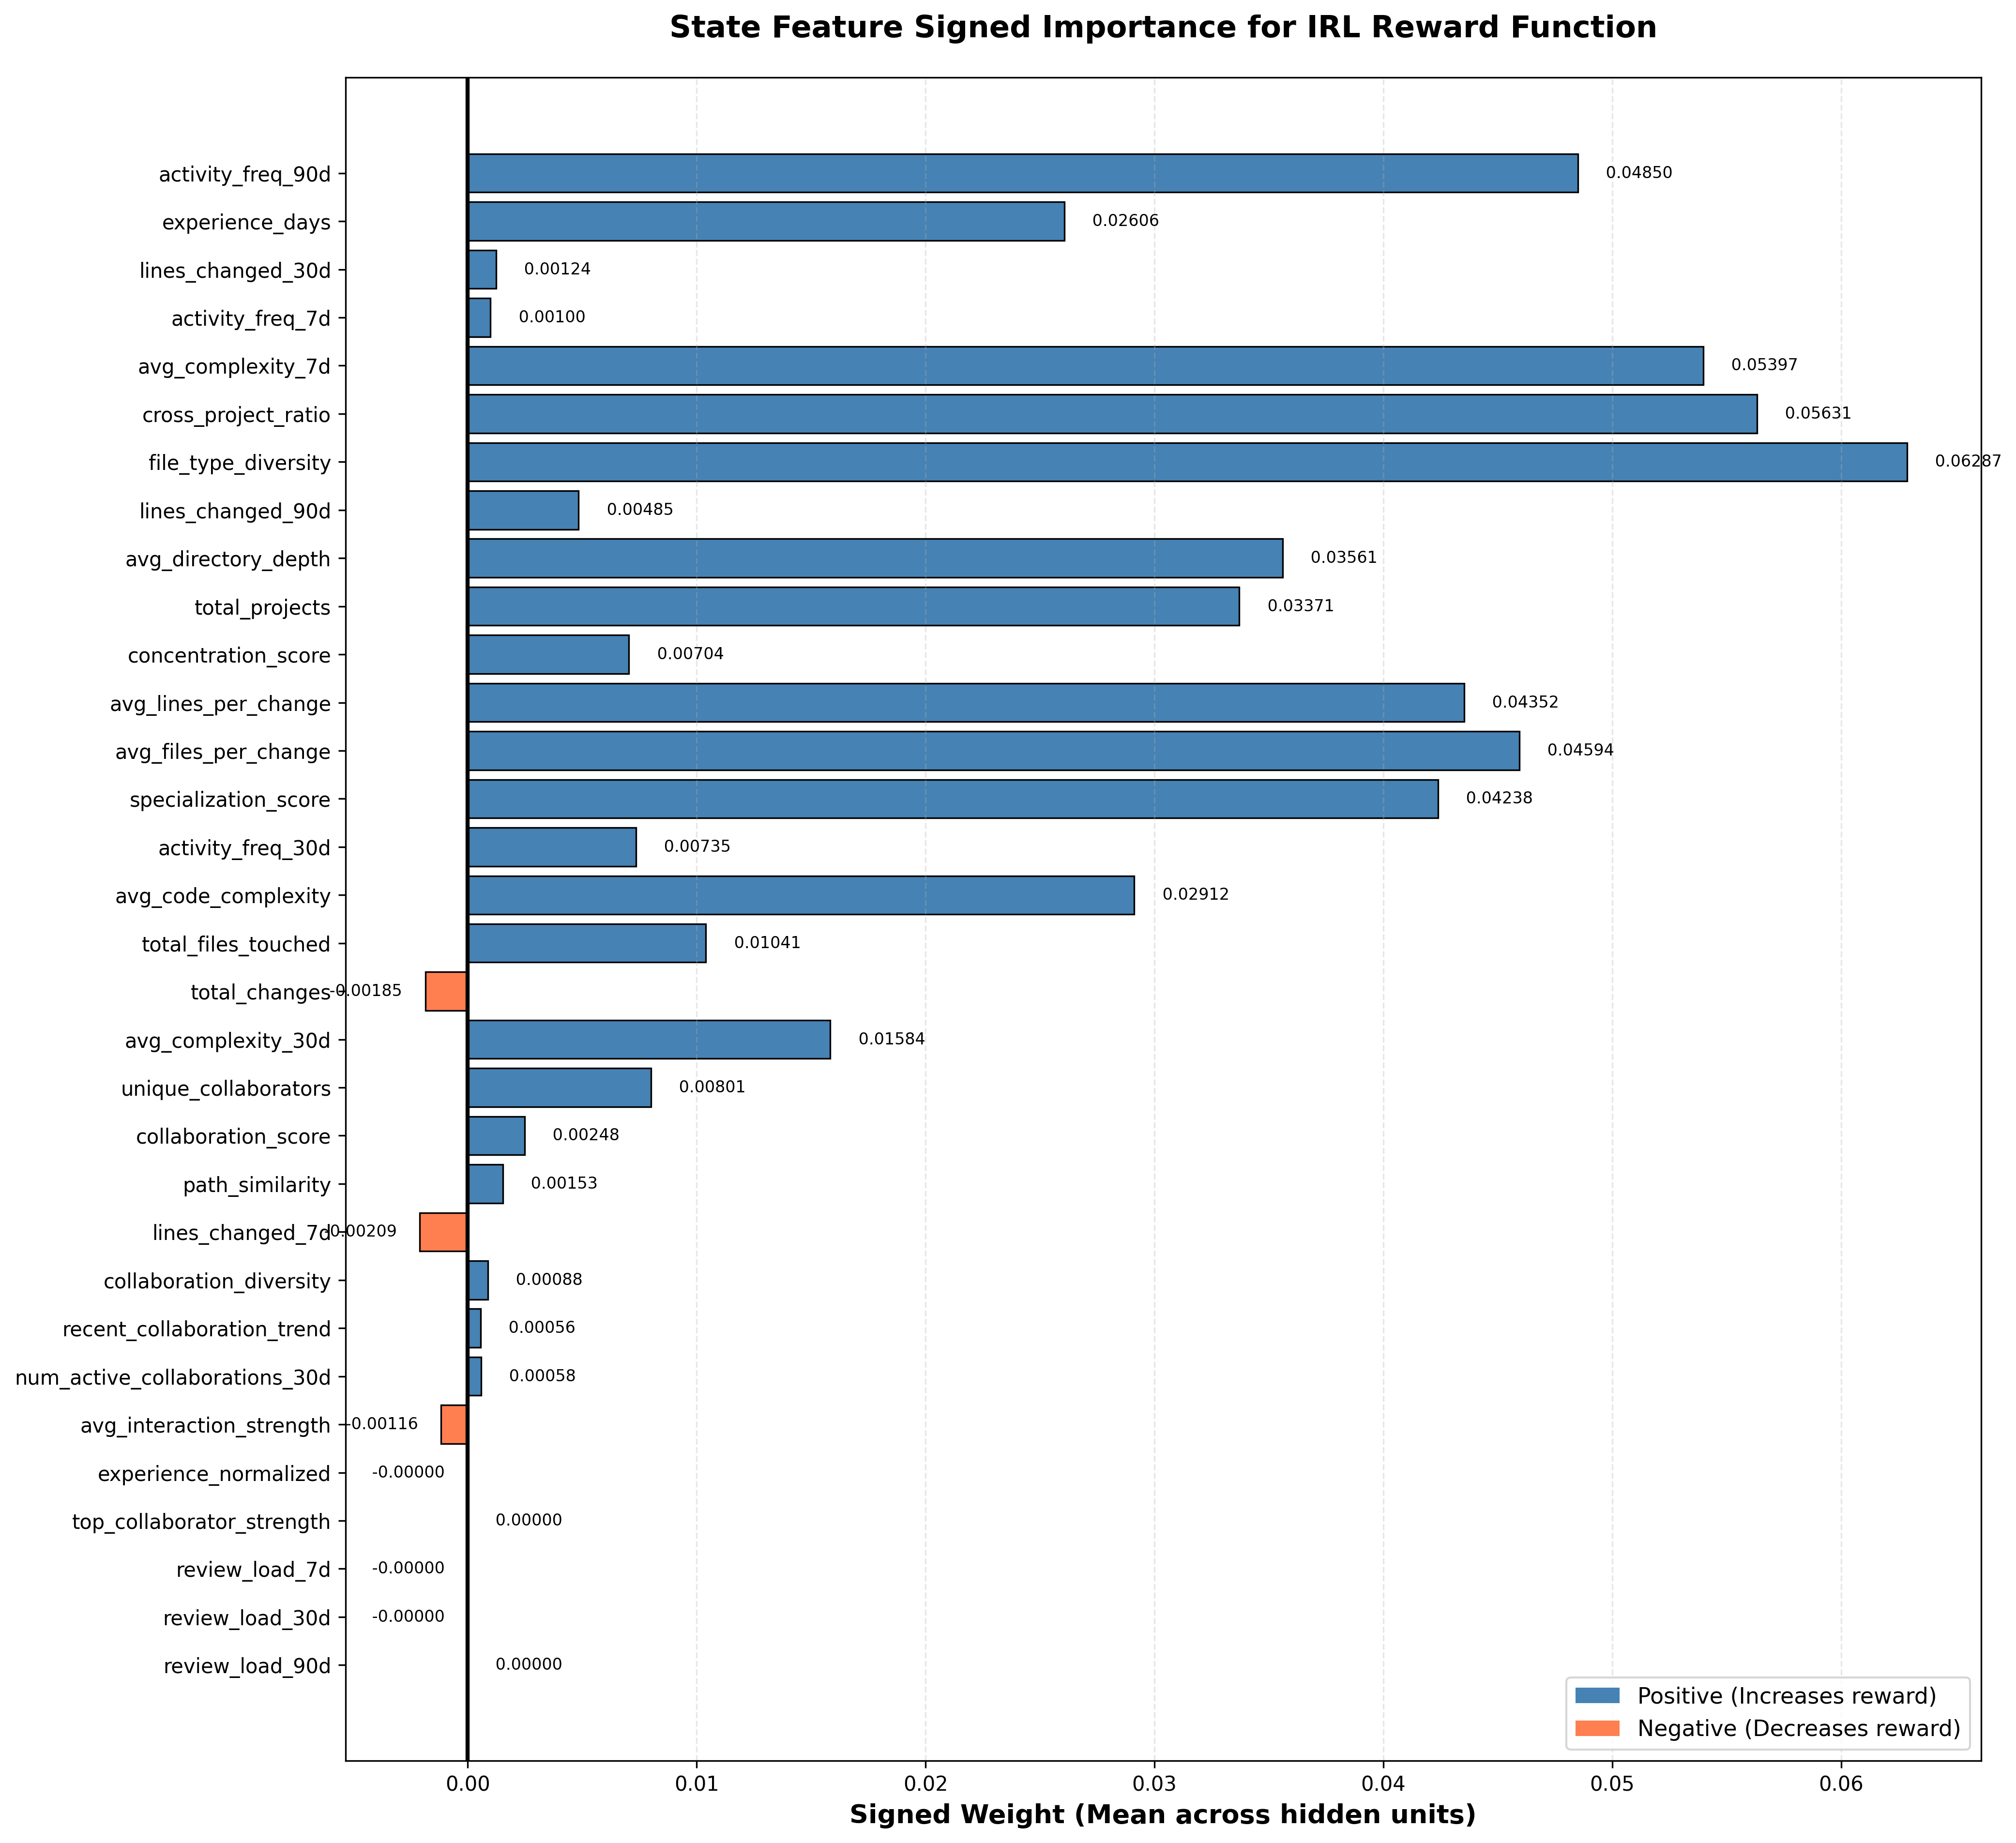 State Feature Signed Importance for IRL Reward Function
activity_freq_90d 0.04850
experience_days 0.02606
lines_changed_30d 0.00124
activity_freq_7d 0.00100
avg_complexity_7d 0.05397
cross_project_ratio 0.05631
file_type_diversity 0.06287
lines_changed_90d 0.00485
avg_directory_depth 0.03561
total_projects 0.03371
concentration_score 0.00704
avg_lines_per_change 0.04352
avg_files_per_change 0.04594
specialization_score 0.04238
activity_freq_30d 0.00735
avg_code_complexity 0.02912
total_files_touched 0.01041
total_changes -0.00185
avg_complexity_30d 0.01584
unique_collaborators 0.00801
collaboration_score 0.00248
path_similarity 0.00153
lines_changed_7d -0.00209
collaboration_diversity 0.00088
recent_collaboration_trend 0.00056
num_active_collaborations_30d 0.00058
avg_interaction_strength -0.00116
experience_normalized -0.00000
top_collaborator_strength 0.00000
review_load_7d -0.00000
review_load_30d -0.00000
review_load_90d 0.00000
Positive (Increases reward)
Negative (Decreases reward)
0.00 0.01 0.02 0.03 0.04 0.05 0.06
Signed Weight (Mean across hidden units)